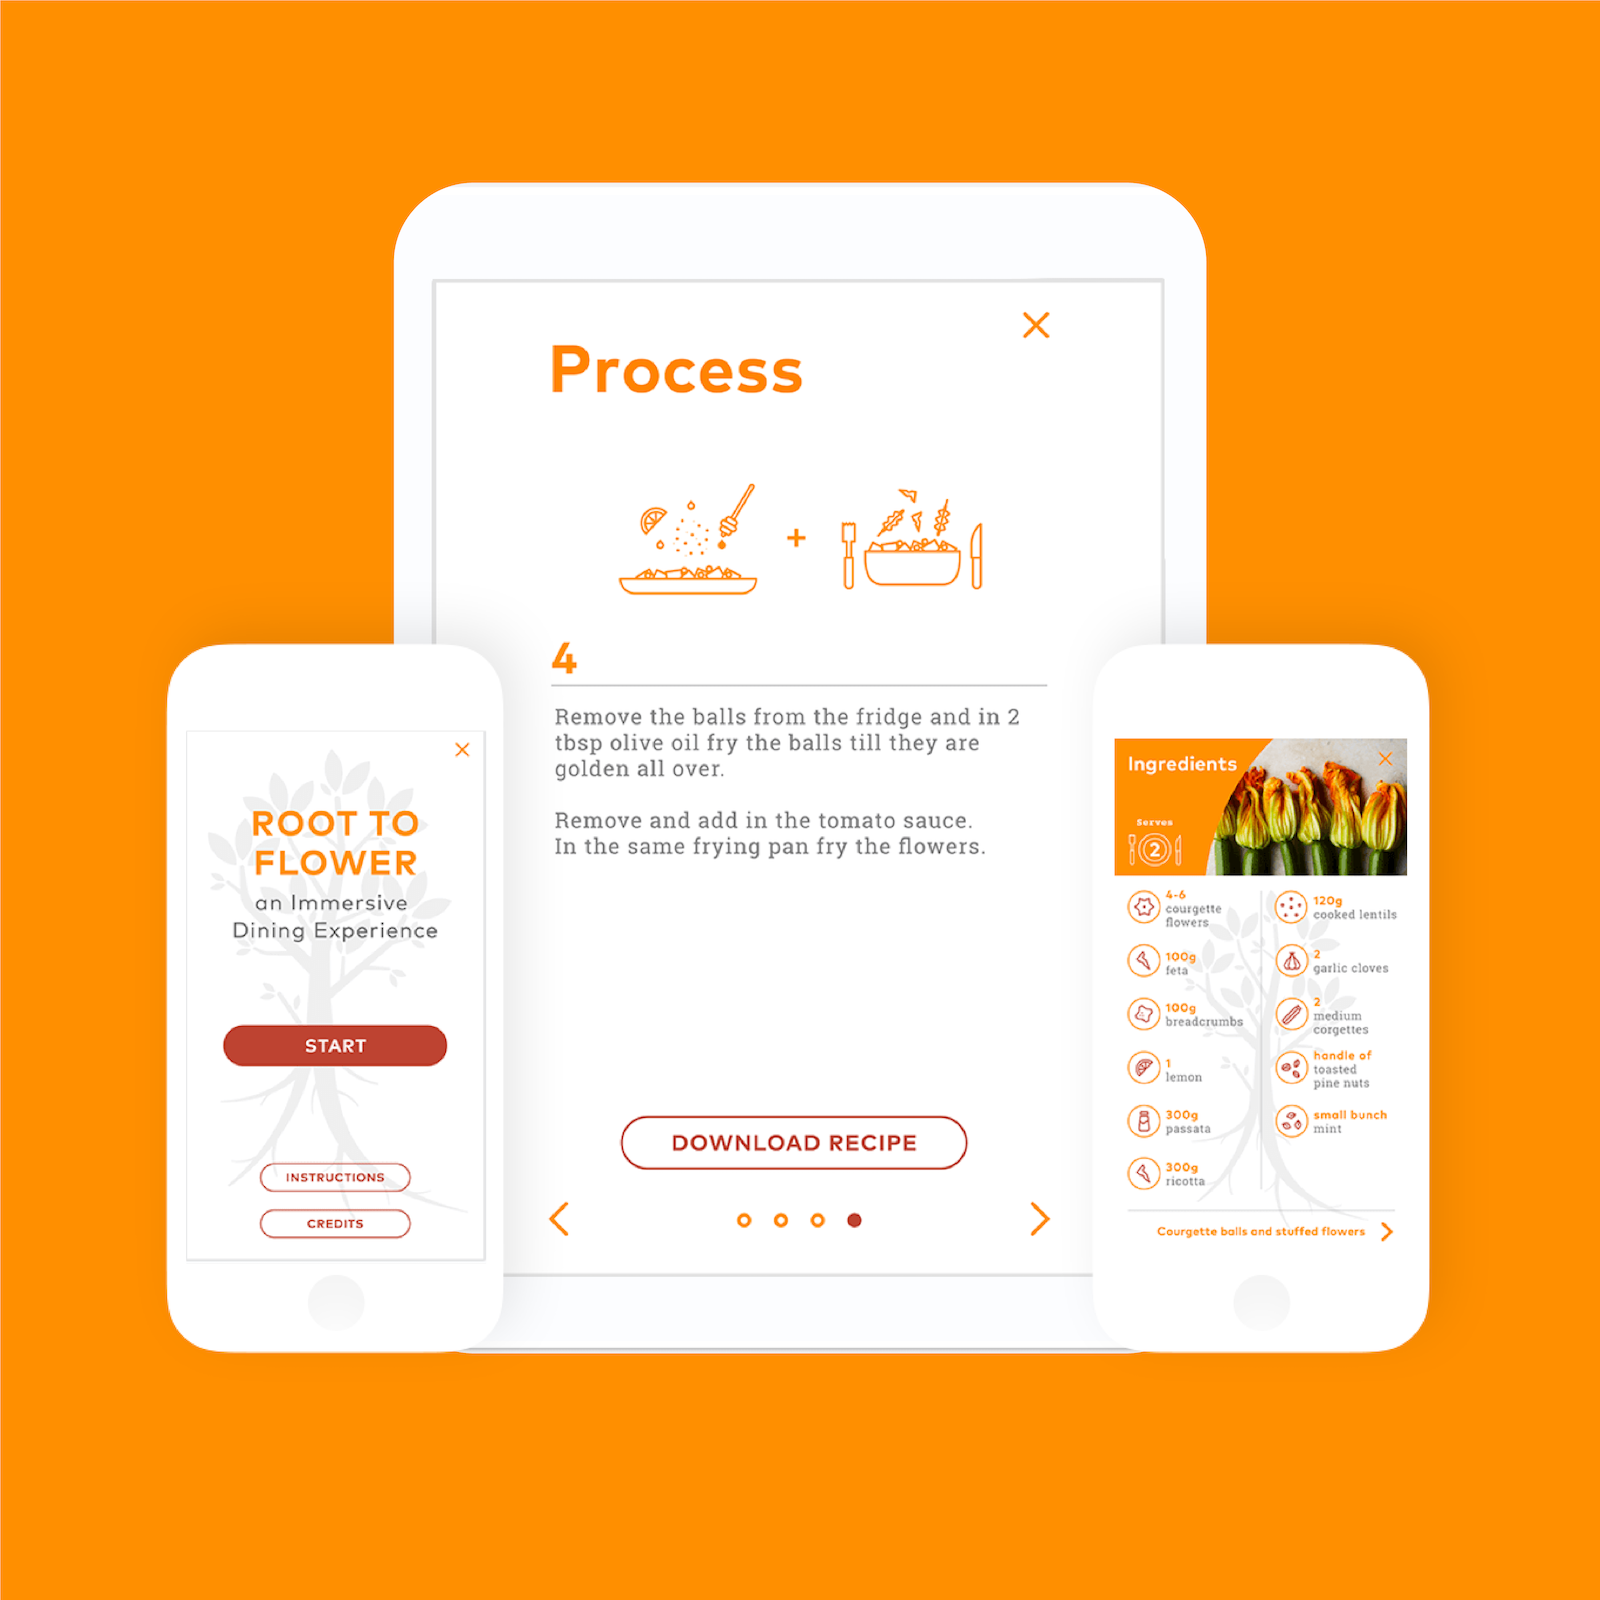 Process
+
4
Remove the balls from the fridge and in 2
tbsp olive oil fry the balls till they are
golden all over.
Remove and add in the tomato sauce.
In the same frying pan fry the flowers.
DOWNLOAD RECIPE
ROOT TO
FLOWER
an Immersive
Dining Experience
START
INSTRUCTIONS
CREDITS
Ingredients
Serves
2
4-6
courgette
flowers
100g
feta
100g
breadcrumbs
1
lemon
300g
passata
300g
ricotta
120g
cooked lentils
2
garlic cloves
2
medium
corgettes
handle of
toasted
pine nuts
small bunch
mint
Courgette balls and stuffed flowers